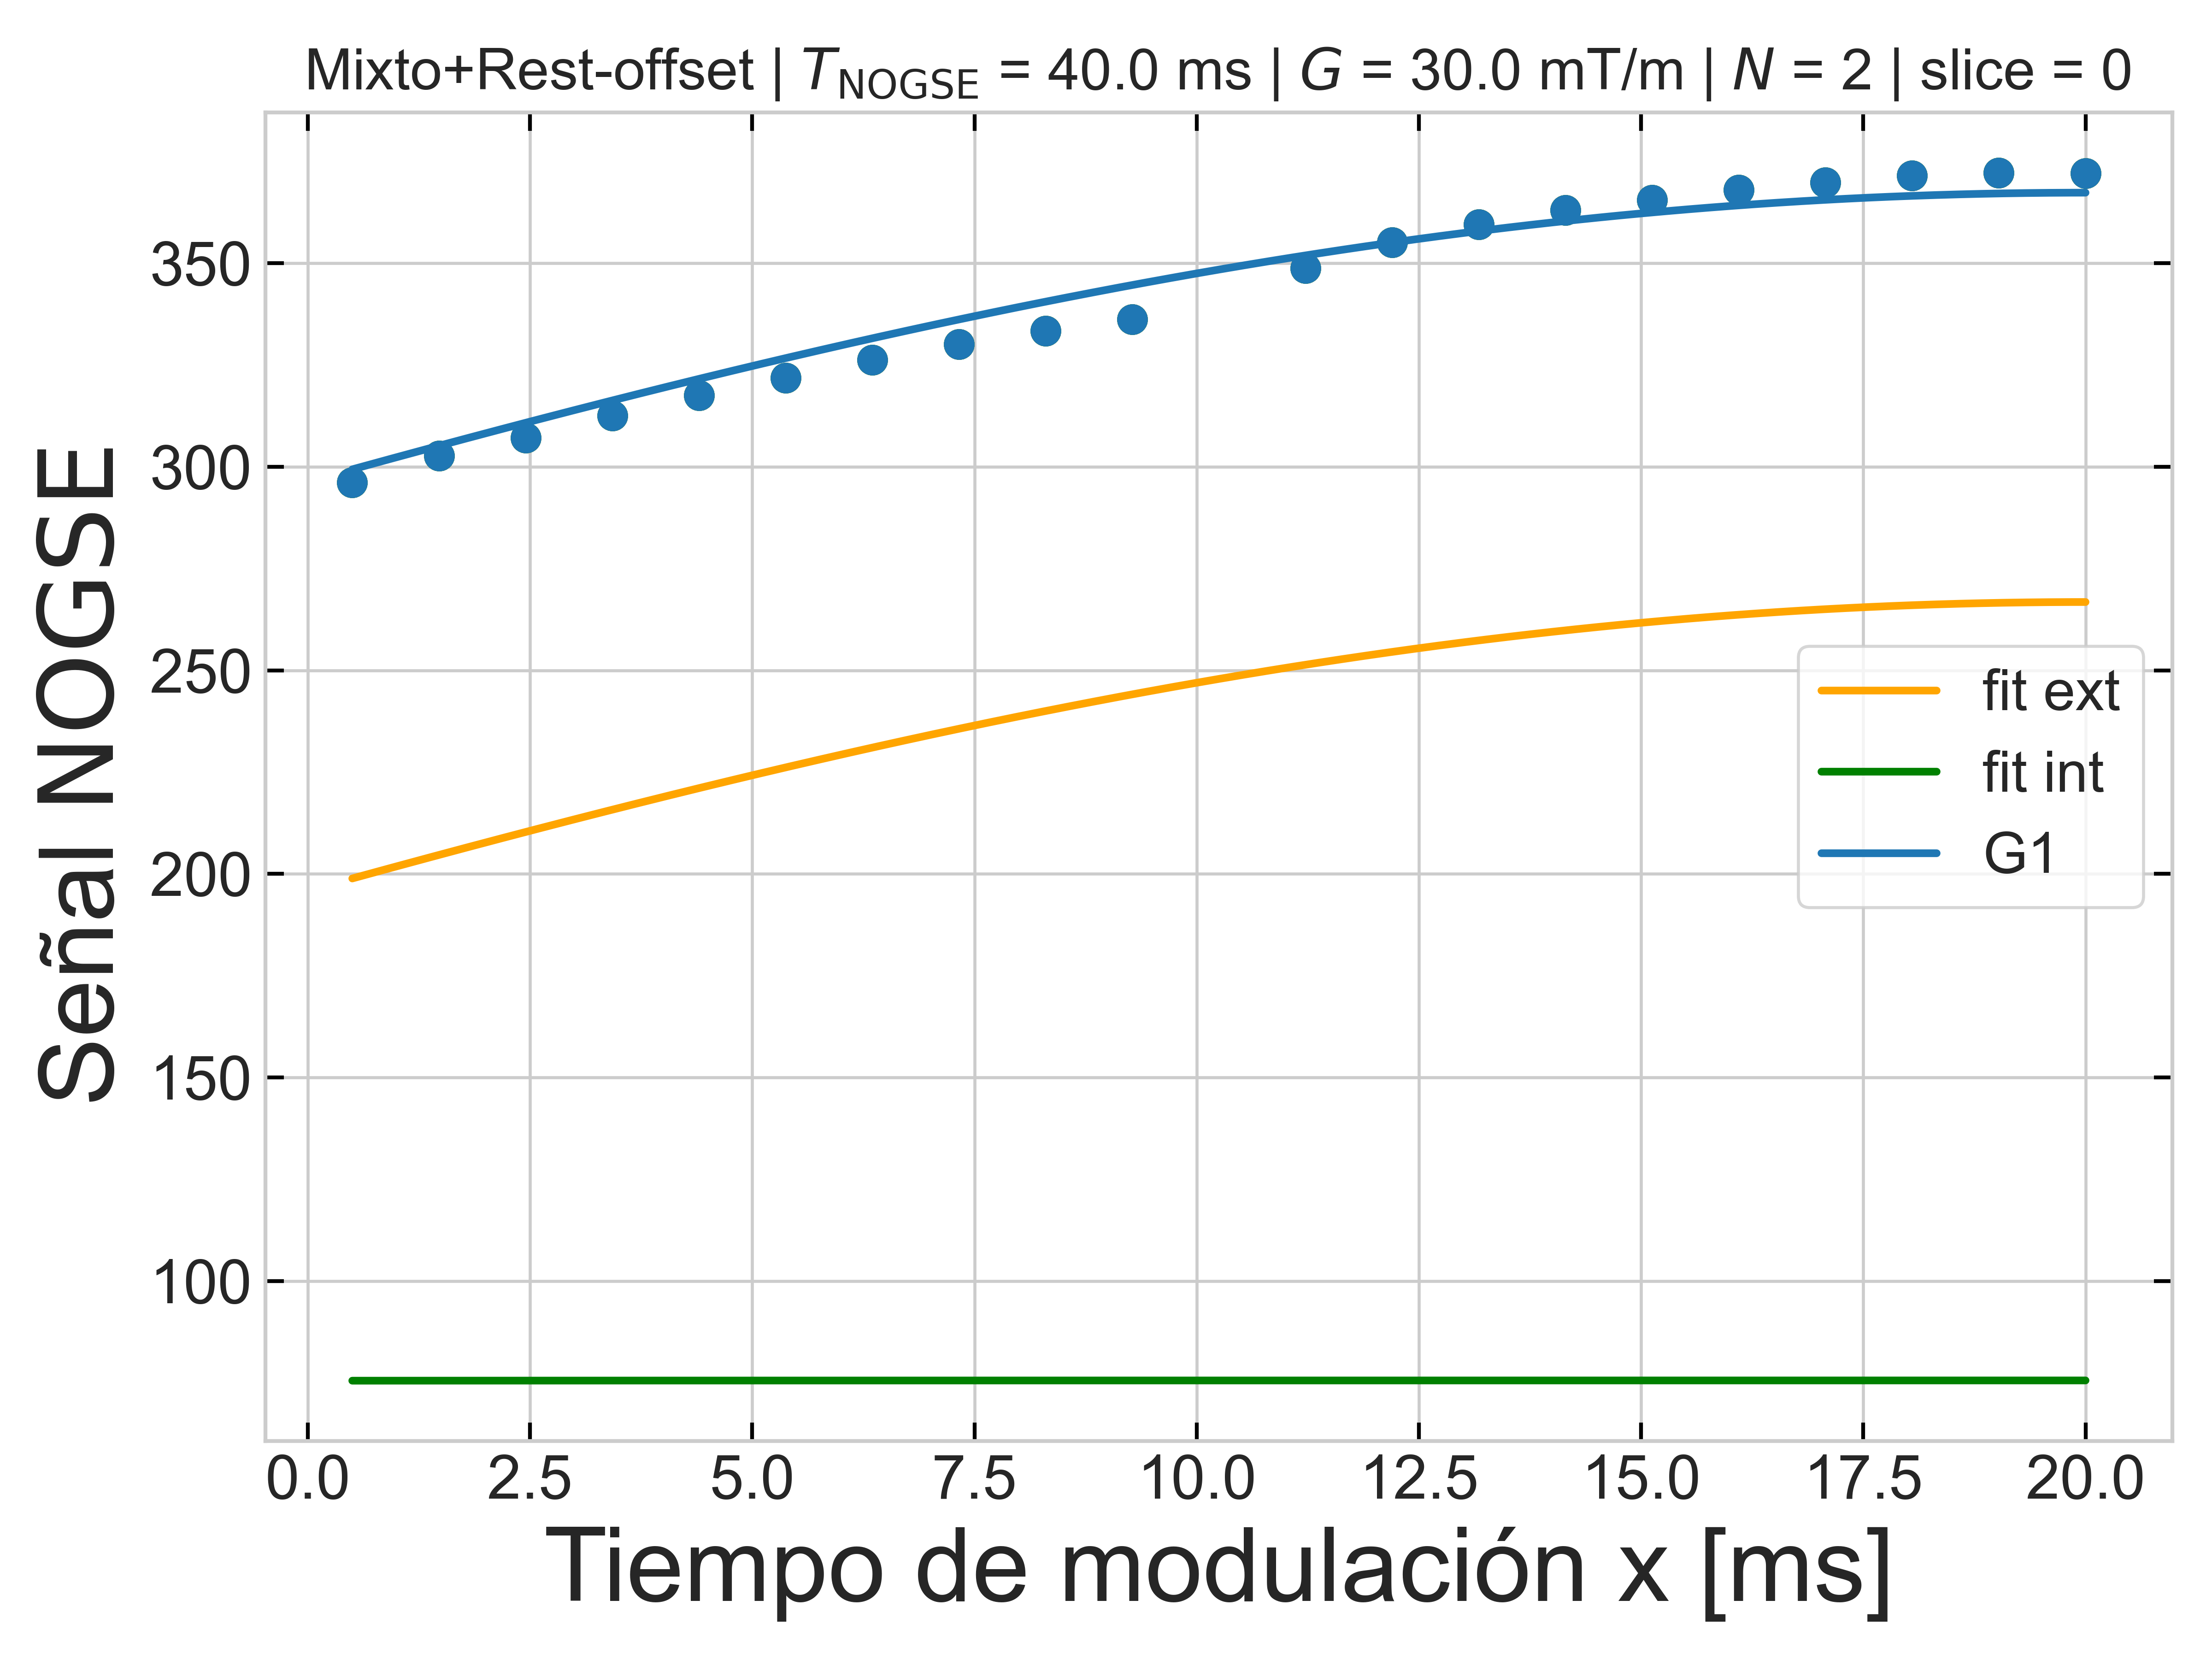 Mixto+Rest-offset | T_NOGSE = 40.0 ms | G = 30.0 mT/m | N = 2 | slice = 0
Señal NOGSE
350
300
250
200
150
100
fit ext
fit int
G1
0.0 2.5 5.0 7.5 10.0 12.5 15.0 17.5 20.0
Tiempo de modulación x [ms]